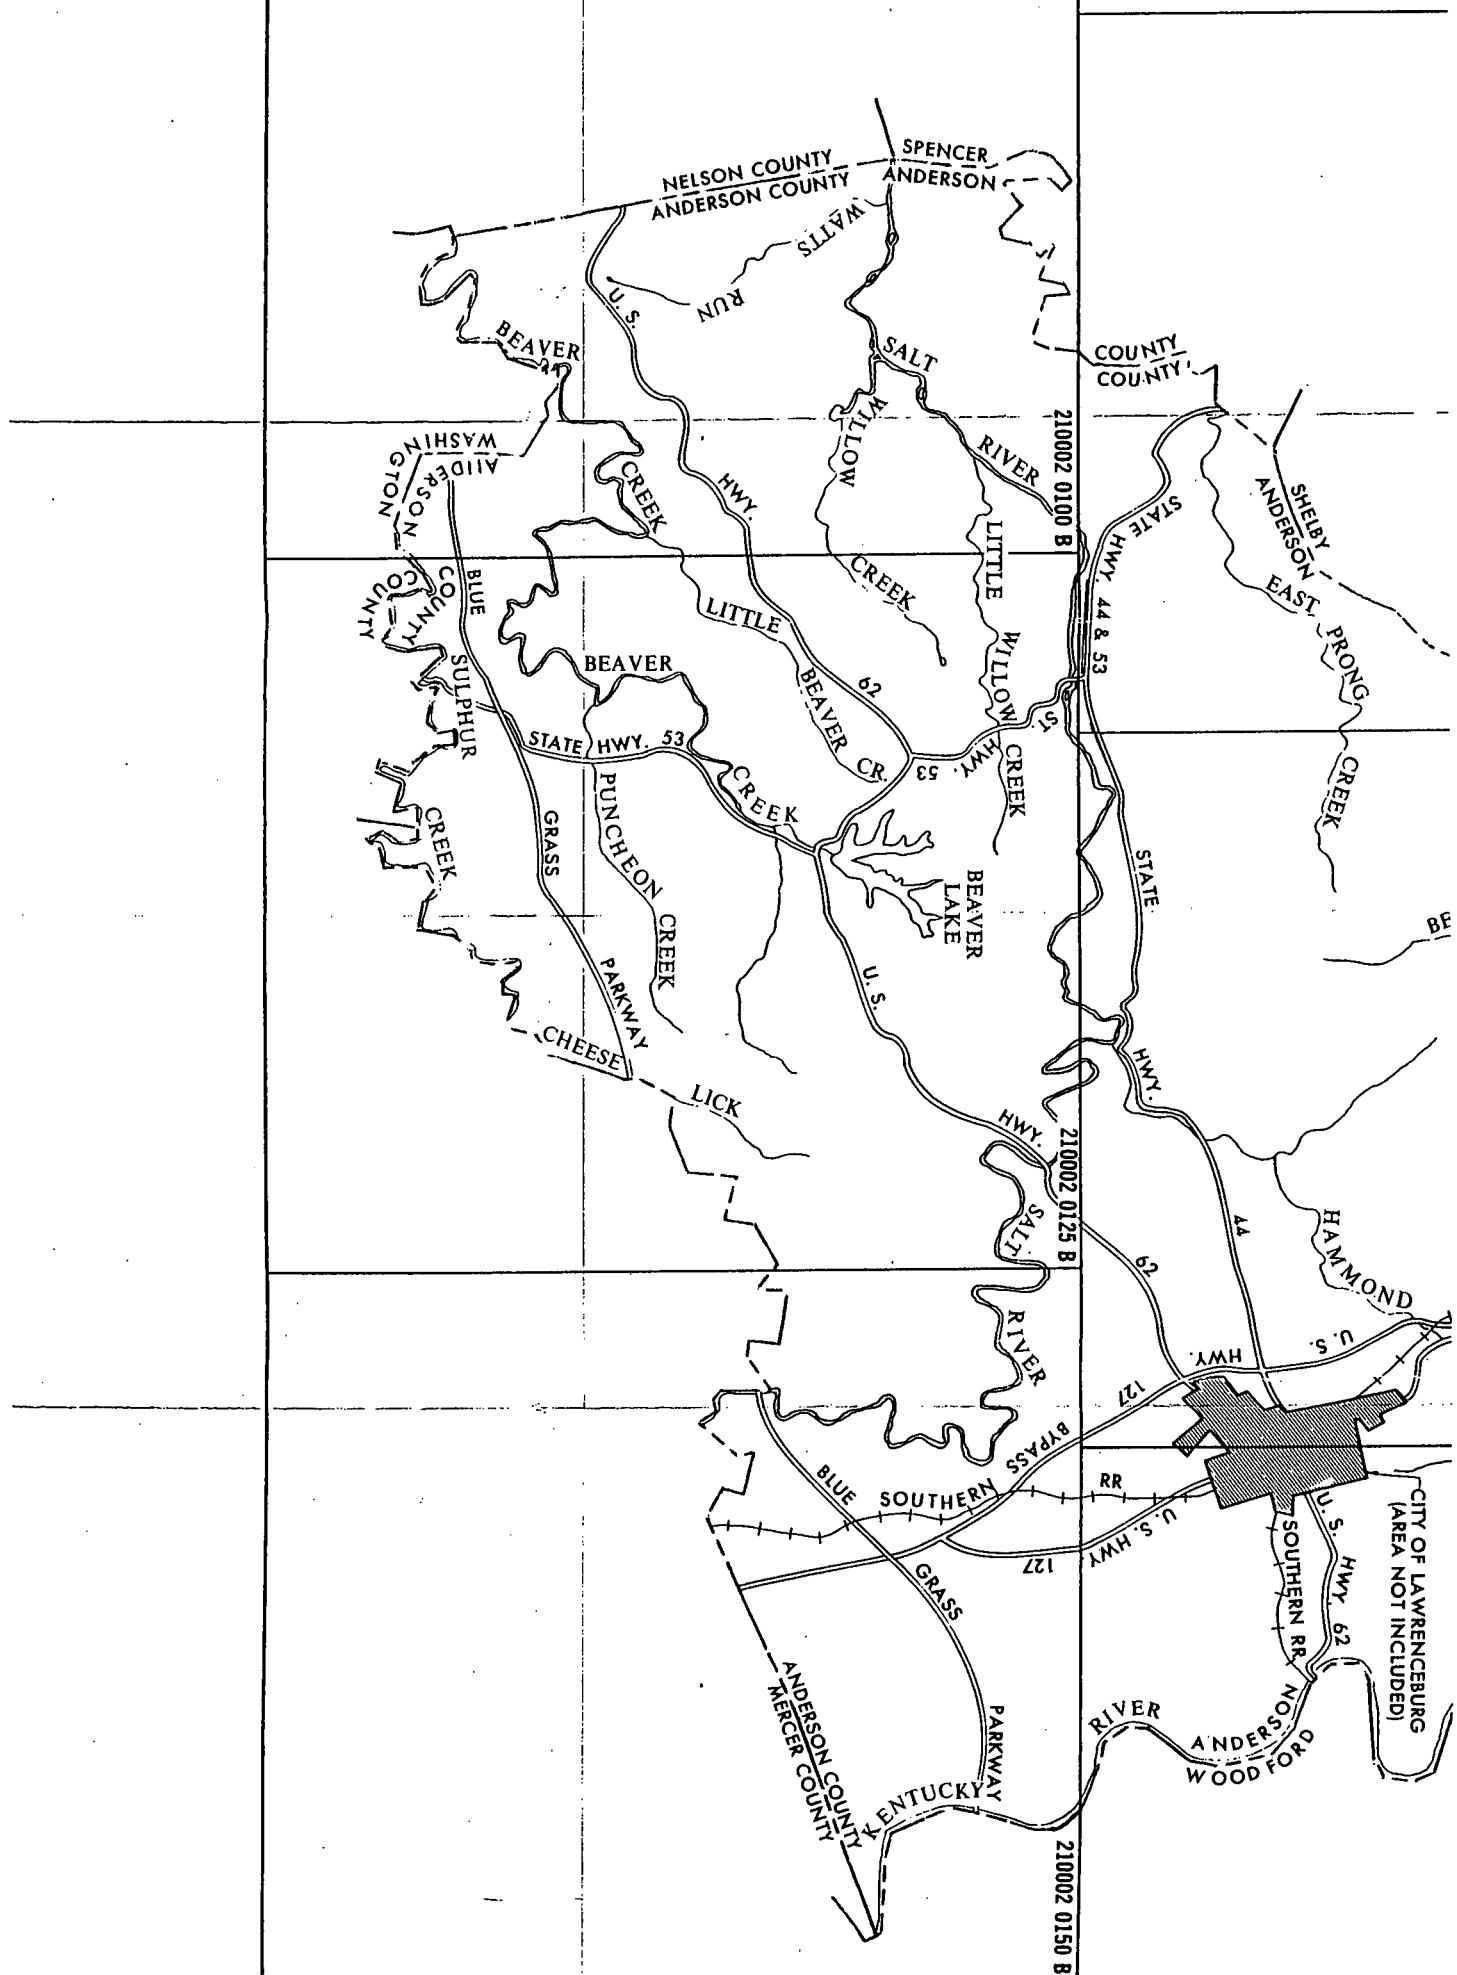 SPENCER
ANDERSON
NELSON COUNTY
ANDERSON COUNTY
WATTS
RUN
U. S.
BEAVER
SALT
COUNTY
COUNTY
WILLOW
RIVER
210002 0100 B
WASHINGTON
ANDERSON
COUNTY
COUNTY
CREEK
HWY.
STATE
HWY. 44 & 53
SHELBY
ANDERSON
LITTLE
CREEK
EAST
PRONG
CREEK
BLUE
LITTLE
BEAVER
CR.
WILLOW
CREEK
BEAVER
62
SULPHUR
STATE HWY. 53
ST.
HWY.
53
CREEK
PUNCHEON
CREEK
GRASS
CREEK
BEAVER
LAKE
STATE
BE
U. S.
PARKWAY
CHEESE
LICK
HWY.
HWY.
210002 0125 B
SALT
RIVER
62
44
HAMMOND
U. S.
HWY.
127
BYPASS
BLUE
SOUTHERN
RR
U. S. HWY
127
GRASS
PARKWAY
SOUTHERN RR
U. S.
HWY
62
CITY OF LAWRENCEBURG
(AREA NOT INCLUDED)
ANDERSON
WOODFORD
KENTUCKY
RIVER
ANDERSON COUNTY
MERCER COUNTY
210002 0150 B